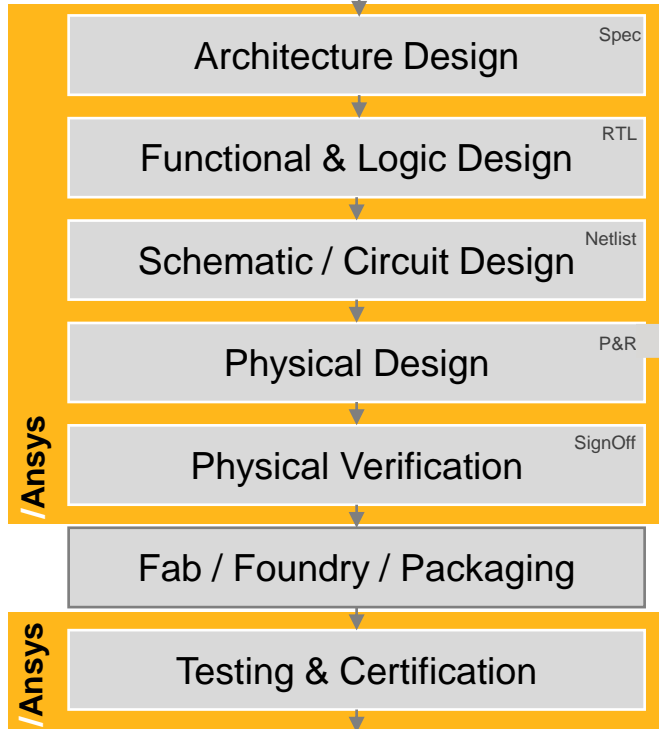 Architecture Design
Spec
Functional & Logic Design
RTL
Schematic / Circuit Design
Netlist
Physical Design
P&R
Physical Verification
SignOff
/Ansys
Fab / Foundry / Packaging
Testing & Certification
/Ansys